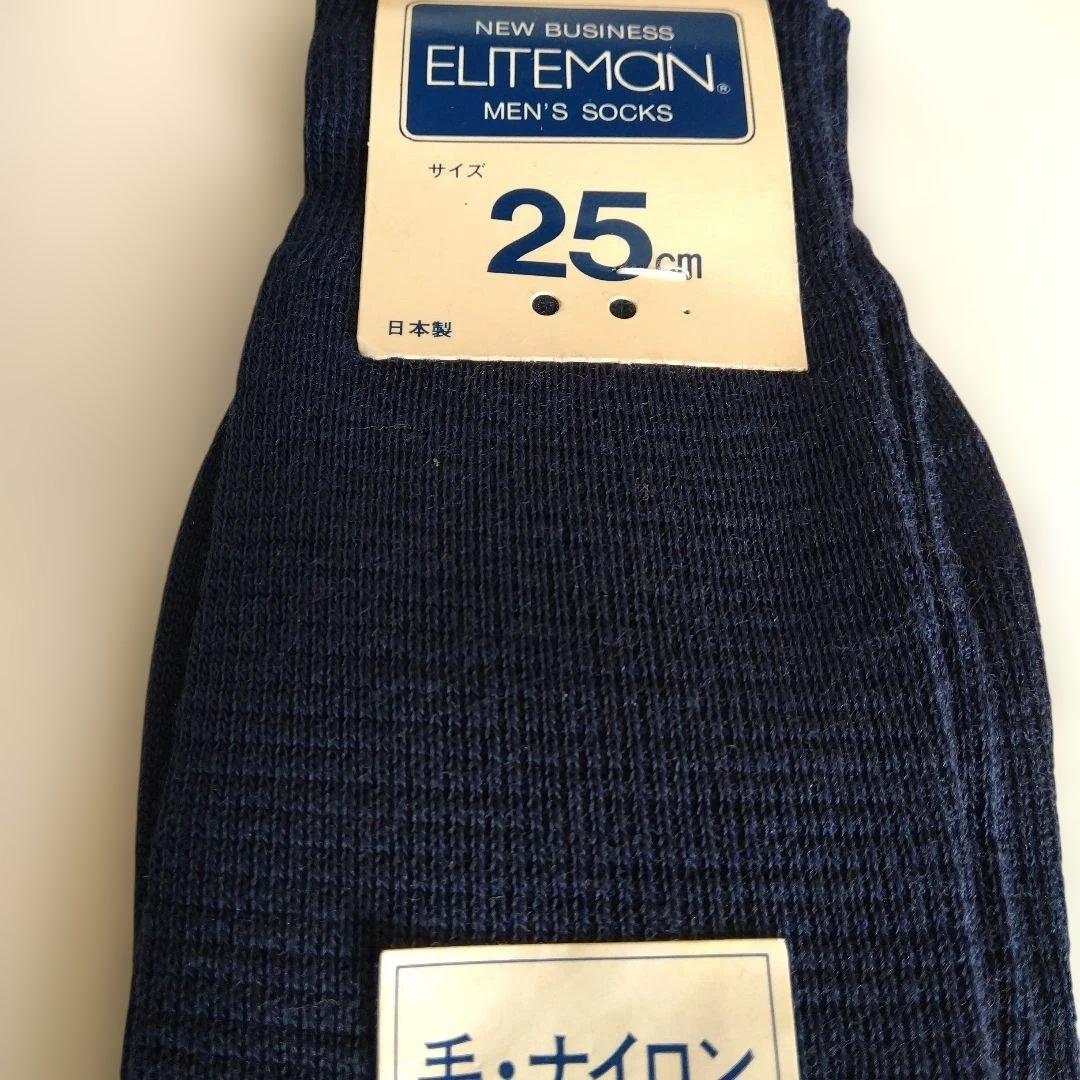 NEW BUSINESS
ELITEMAN®
MEN'S SOCKS
サイズ
25cm
日本製
毛・ナイロン